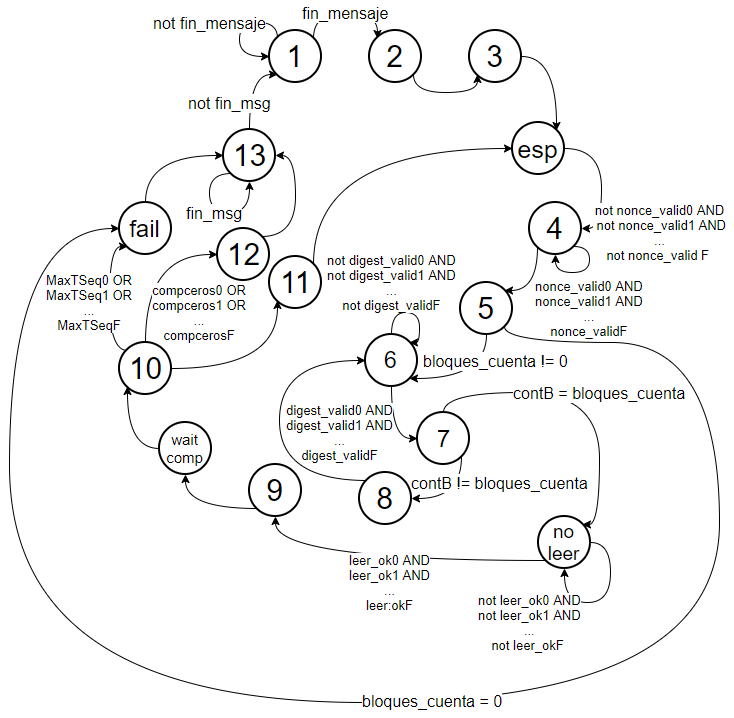 not fin_mensaje
fin_mensaje
1
2
3
not fin_msg
13
esp
fin_msg
fail
12
11
4
not nonce_valid0 AND
not nonce_valid1 AND
...
not nonce_valid F
not digest_valid0 AND
not digest_valid1 AND
...
not digest_validF
MaxTSeq0 OR
MaxTSeq1 OR
...
MaxTSeqF
compceros0 OR
compceros1 OR
...
compcerosF
nonce_valid0 AND
nonce_valid1 AND
...
nonce_validF
5
6
10
bloques_cuenta != 0
contB = bloques_cuenta
digest_valid0 AND
digest_valid1 AND
...
digest_validF
7
wait
comp
contB != bloques_cuenta
9
8
no
leer
leer_ok0 AND
leer_ok1 AND
...
leer:okF
not leer_ok0 AND
not leer_ok1 AND
...
not leer_okF
bloques_cuenta = 0